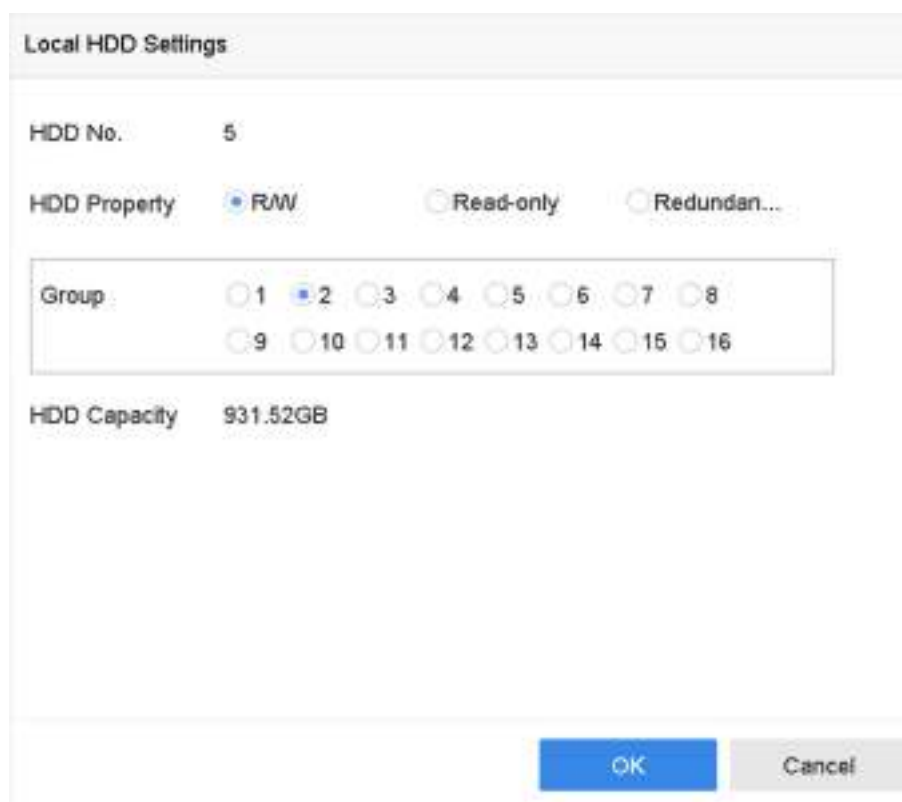 Local HDD Settings
HDD No. 5
HDD Property R/W Read-only Redundan...
Group 1 2 3 4 5 6 7 8
9 10 11 12 13 14 15 16
HDD Capacity 931.52GB
OK Cancel